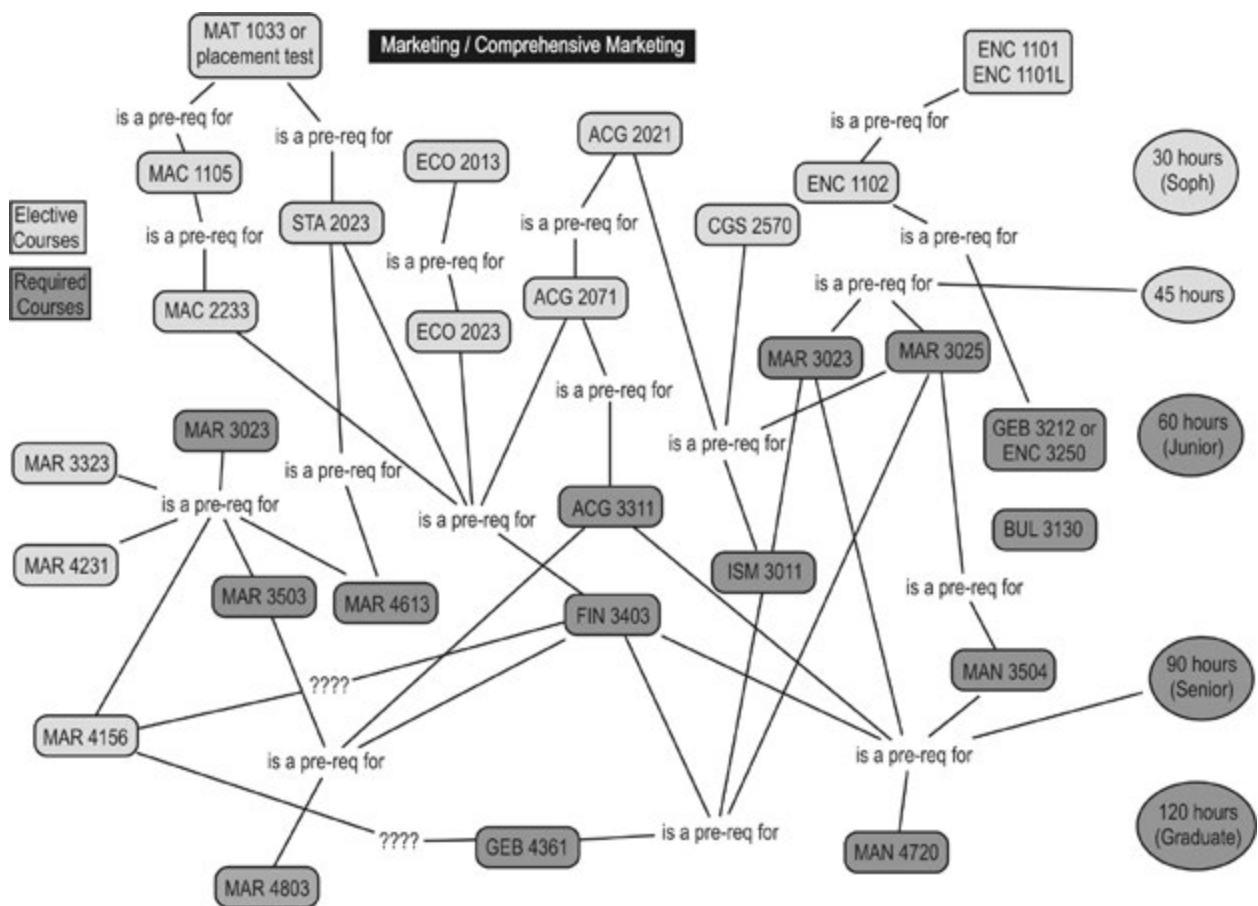 MAT 1033 or
placement test
Marketing / Comprehensive Marketing
ENC 1101
ENC 1101L
is a pre-req for
is a pre-req for
is a pre-req for
ACG 2021
MAC 1105
ECO 2013
ENC 1102
30 hours
(Soph)
Elective
Courses
is a pre-req for
STA 2023
is a pre-req for
CGS 2570
is a pre-req for
is a pre-req for
Required
Courses
MAC 2233
ACG 2071
is a pre-req for
45 hours
ECO 2023
MAR 3023
MAR 3025
is a pre-req for
MAR 3023
MAR 3323
is a pre-req for
is a pre-req for
GEB 3212 or
ENC 3250
60 hours
(Junior)
is a pre-req for
is a pre-req for
ACG 3311
BUL 3130
MAR 4231
MAR 3503
MAR 4613
ISM 3011
is a pre-req for
FIN 3403
MAN 3504
90 hours
(Senior)
????
MAR 4156
is a pre-req for
is a pre-req for
????
GEB 4361
is a pre-req for
MAN 4720
120 hours
(Graduate)
MAR 4803